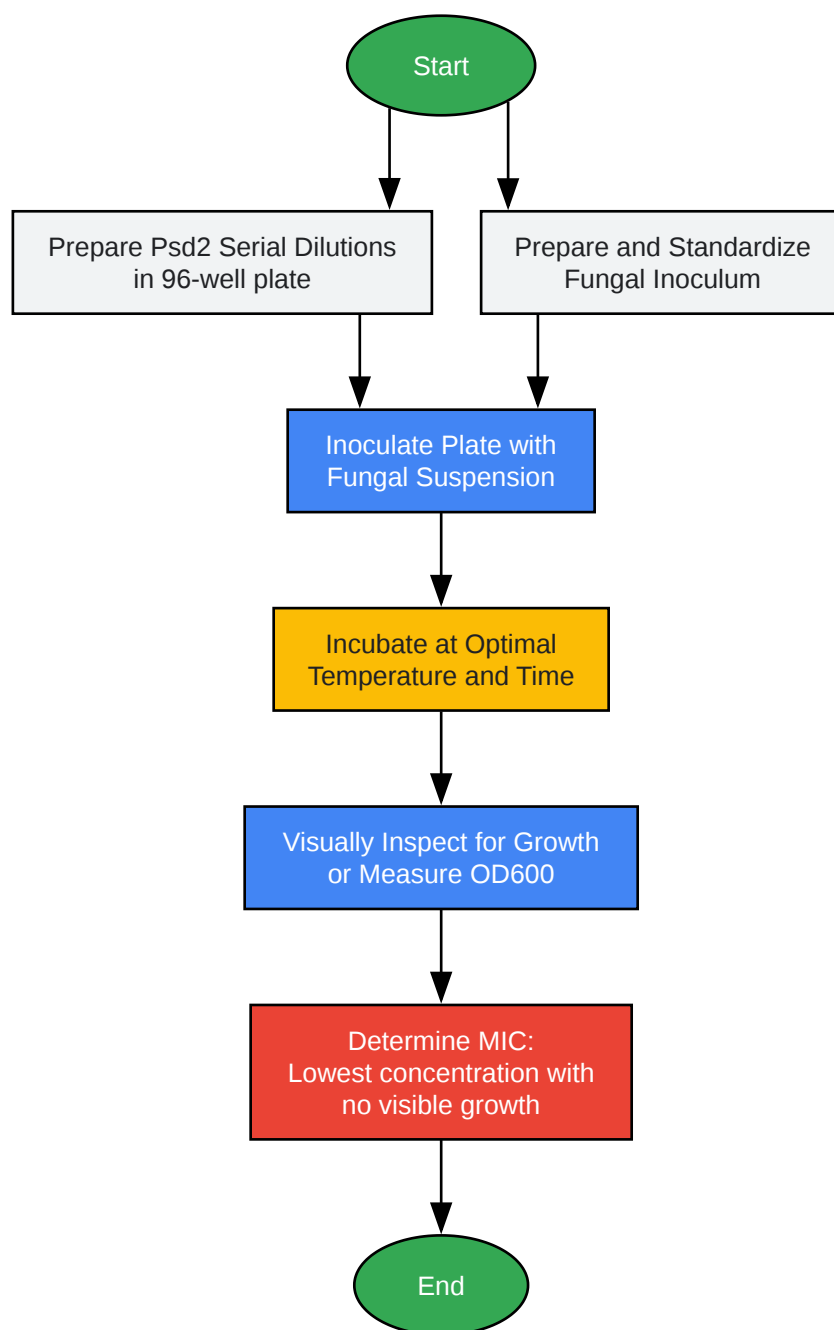 Start
Prepare Psd2 Serial Dilutions
in 96-well plate
Prepare and Standardize
Fungal Inoculum
Inoculate Plate with
Fungal Suspension
Incubate at Optimal
Temperature and Time
Visually Inspect for Growth
or Measure OD600
Determine MIC:
Lowest concentration with
no visible growth
End